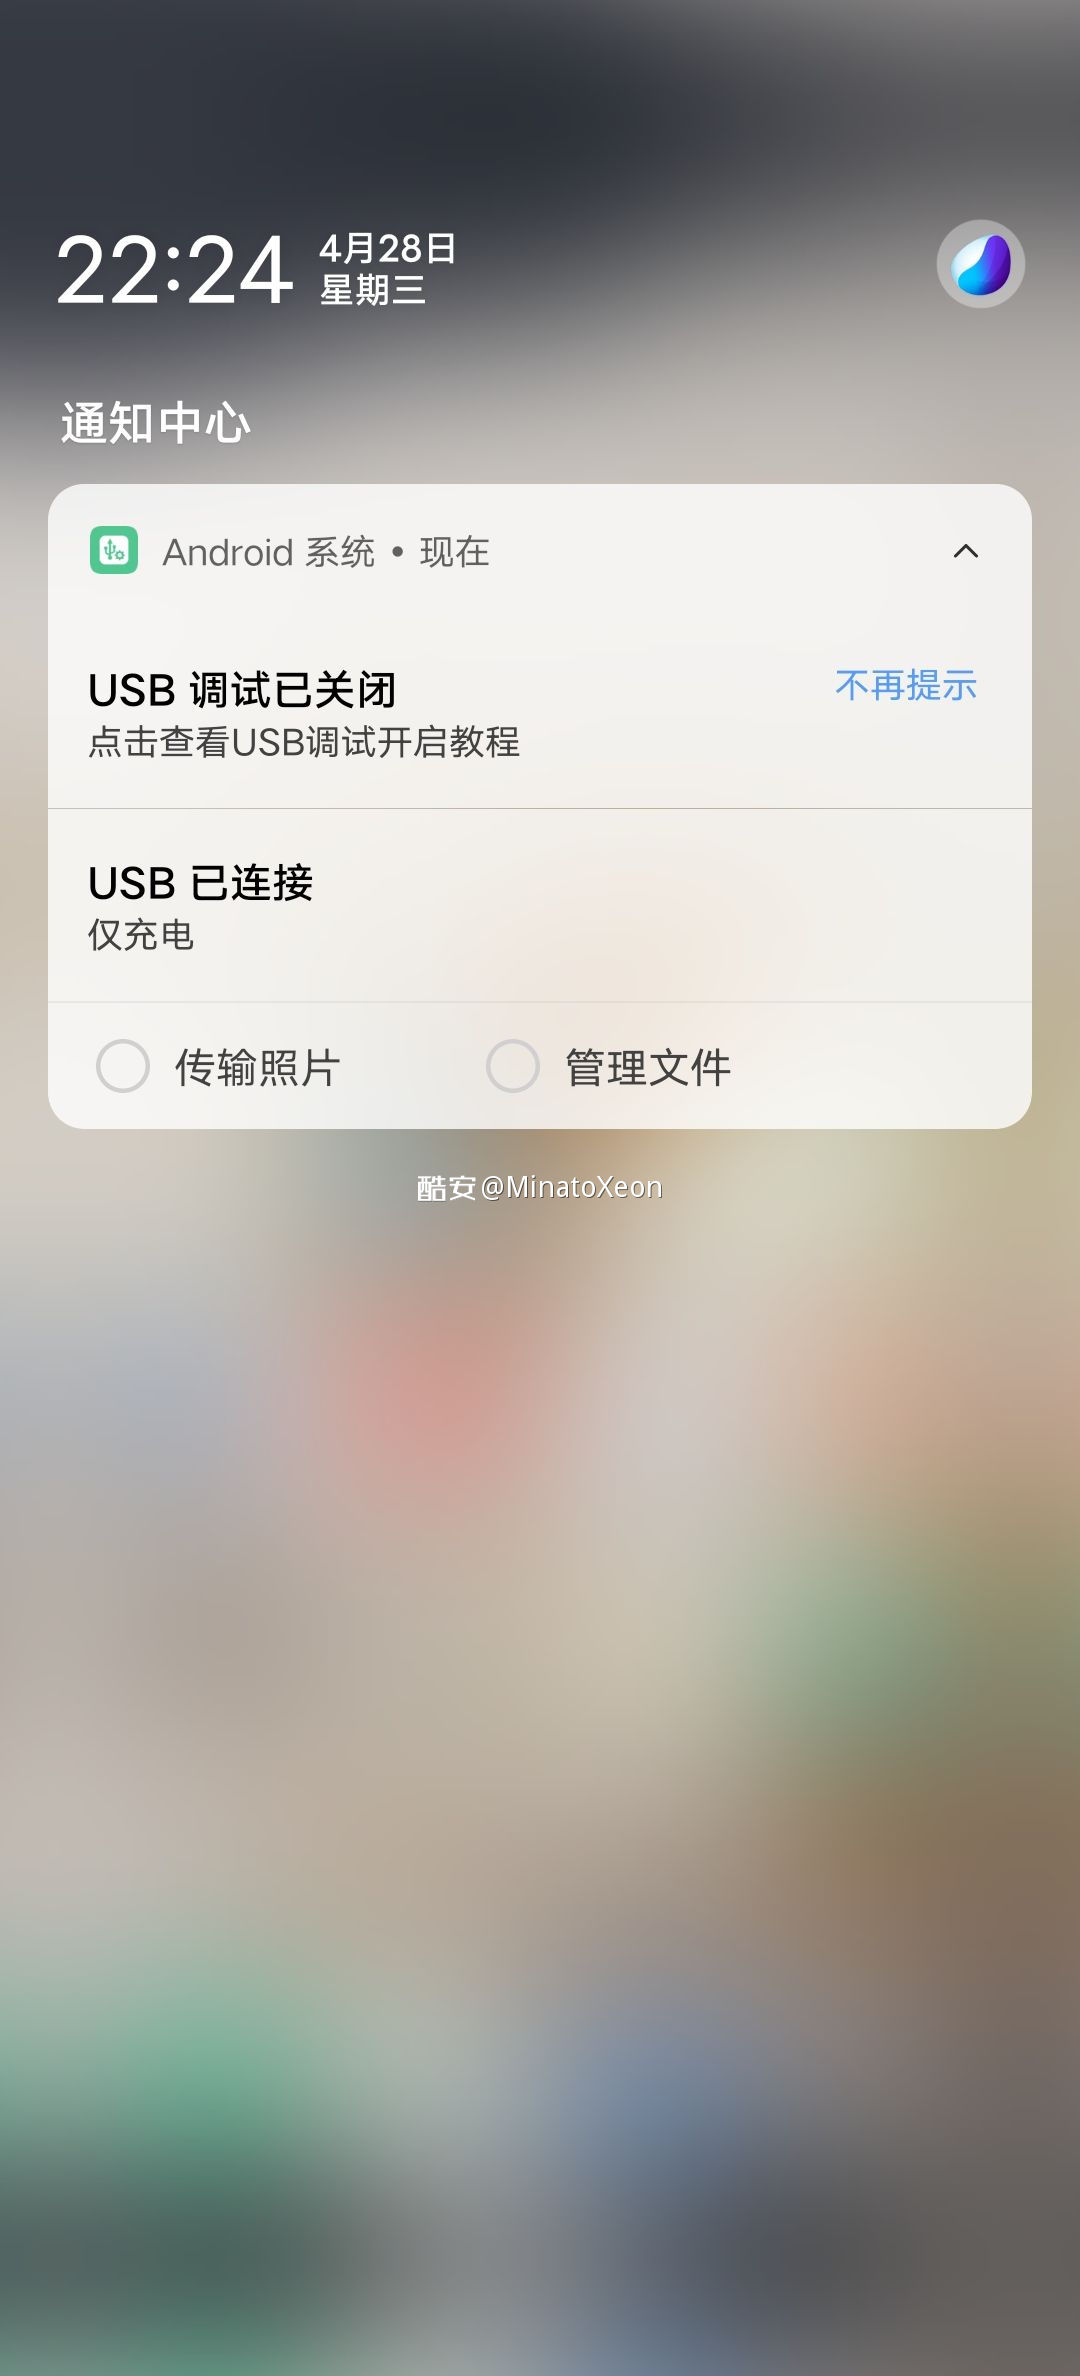 22:24
4月28日
星期三
通知中心
Android 系统 • 现在
USB 调试已关闭
不再提示
点击查看USB调试开启教程
USB 已连接
仅充电
传输照片
管理文件
酷安@MinatoXeon